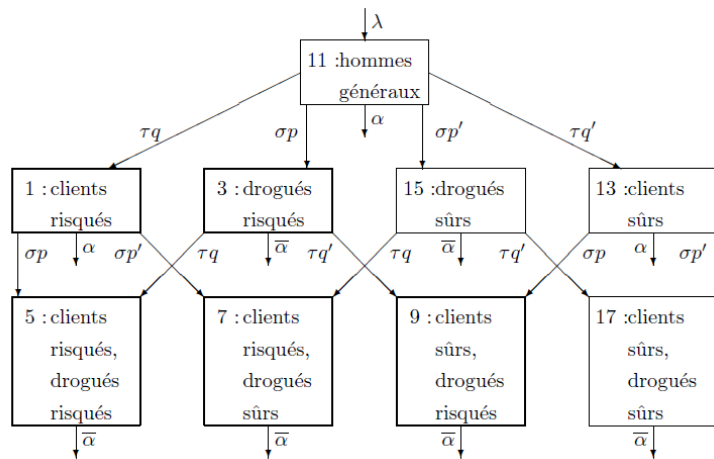 λ
11 :hommes
généraux
τq
σp
α
σp′
τq′
1 : clients
risqués
3 : drogués
risqués
15 :drogués
sûrs
13 :clients
sûrs
σp
α
σp′
τq
α̅
τq′
τq
α̅
τq′
σp
α
σp′
5 : clients
risqués,
drogués
risqués
7 : clients
risqués,
drogués
sûrs
9 : clients
sûrs,
drogués
risqués
17 :clients
sûrs,
drogués
sûrs
α̅
α̅
α̅
α̅